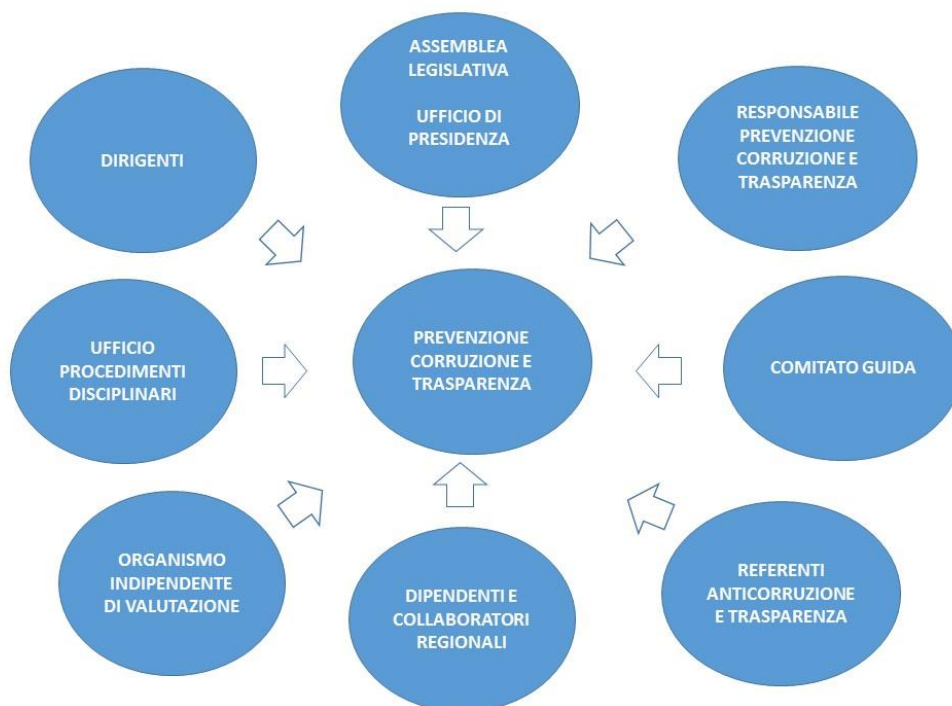 ASSEMBLEA
LEGISLATIVA
UFFICIO DI
PRESIDENZA
DIRIGENTI
RESPONSABILE
PREVENZIONE
CORRUZIONE E
TRASPARENZA
UFFICIO
PROCEDIMENTI
DISCIPLINARI
PREVENZIONE
CORRUZIONE E
TRASPARENZA
COMITATO GUIDA
ORGANISMO
INDIPENDENTE
DI VALUTAZIONE
DIPENDENTI E
COLLABORATORI
REGIONALI
REFERENTI
ANTICORRUZIONE
E TRASPARENZA